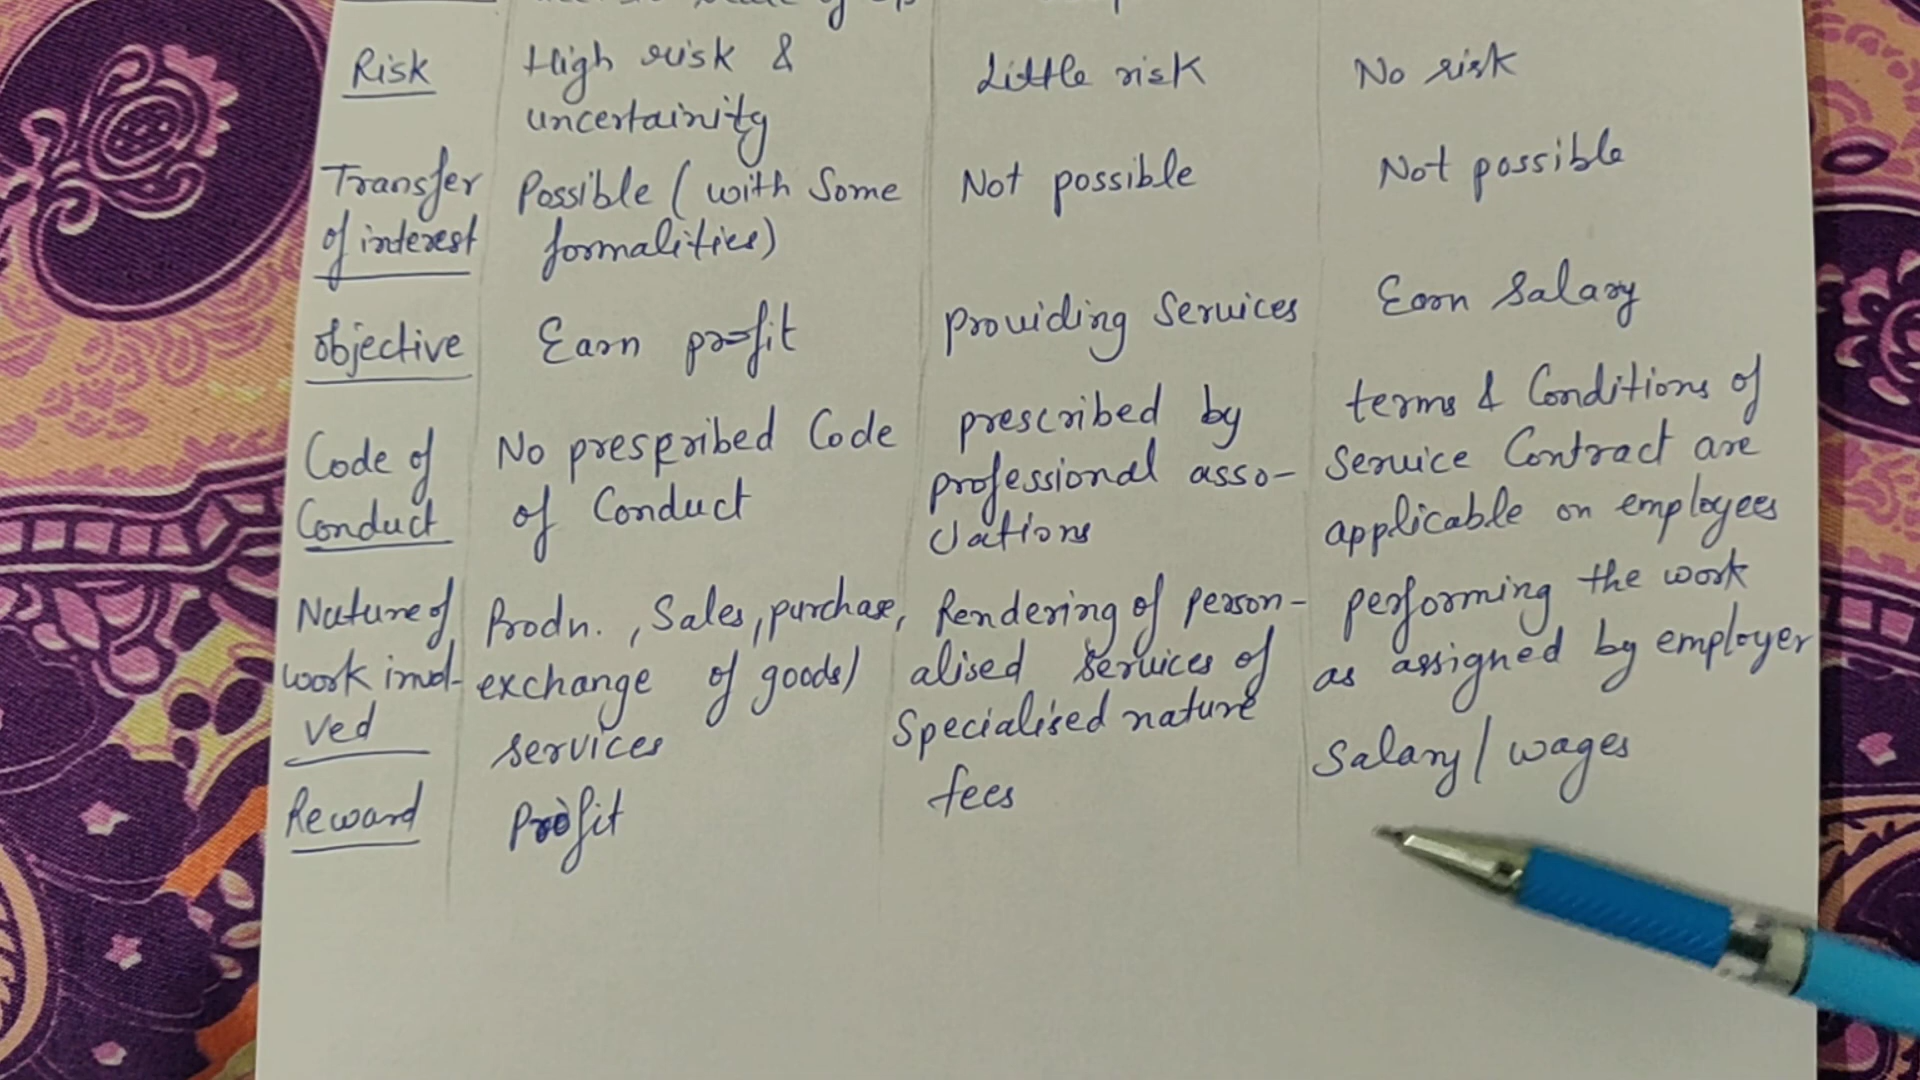 Risk
High risk &
uncertainity
Little risk
No risk
Transfer
of interest
Possible (with Some
formalities)
Not possible
Not possible
Objective
Earn profit
Providing Services
Earn Salary
Code of
Conduct
No prescribed Code
of Conduct
prescribed by
professional asso-
ciations
terms & Conditions of
Service Contract are
applicable on employees
Nature of
work invol-
ved
Prodn., Sales, purchase,
exchange of goods/
services
Rendering of person-
alised services of
Specialised nature
performing the work
as assigned by employer
Reward
Profit
fees
Salary/wages